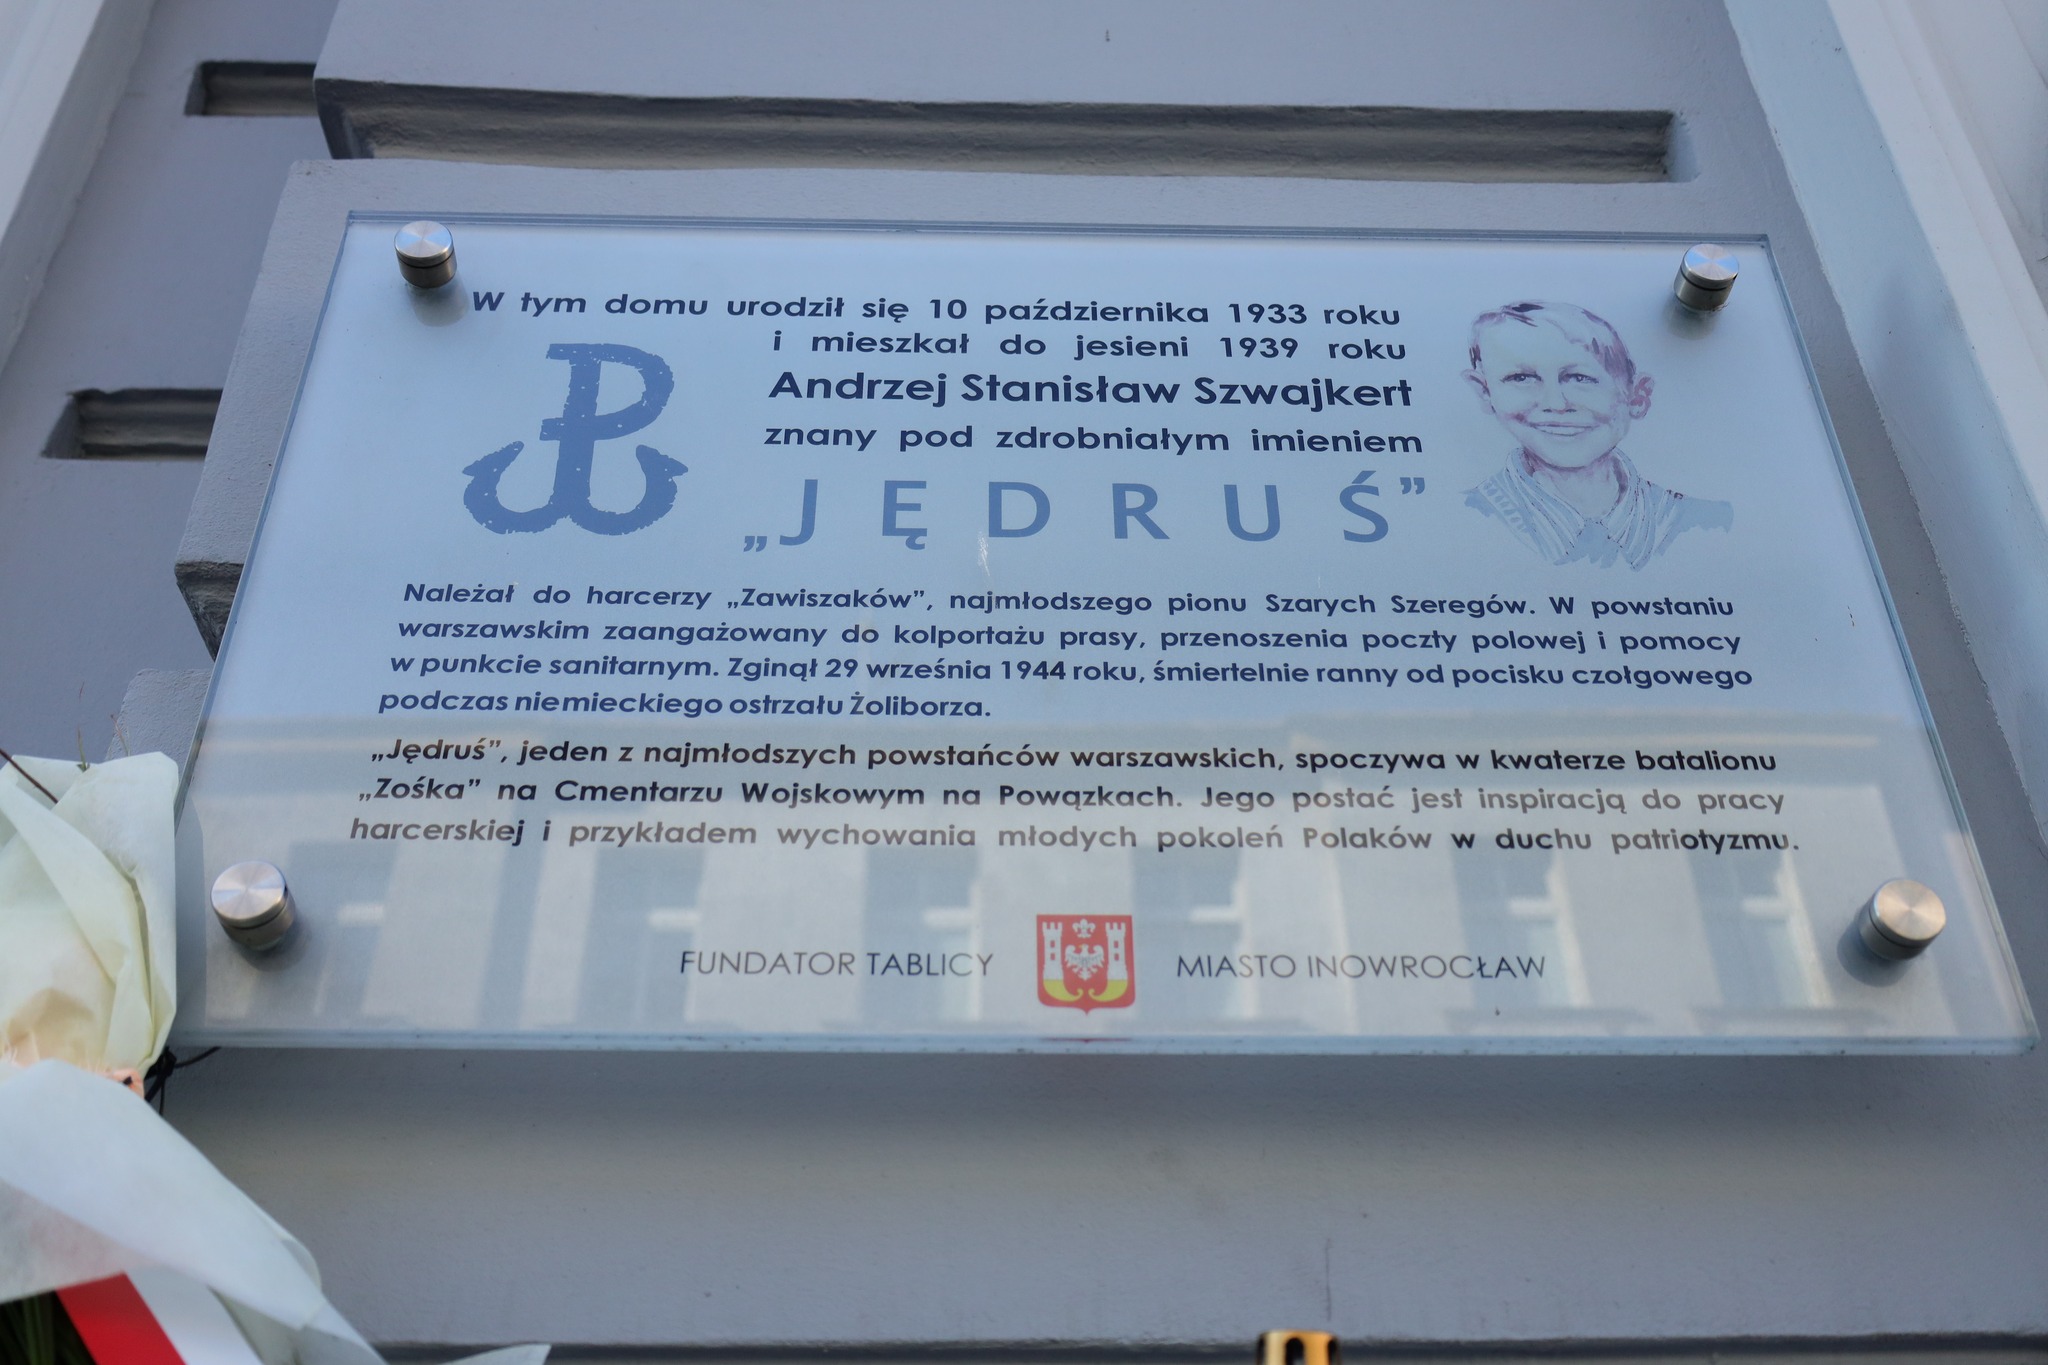 W tym domu urodził się 10 października 1933 roku
i mieszkał do jesieni 1939 roku
Andrzej Stanisław Szwajkert
znany pod zdrobniałym imieniem
„JĘDRUŚ”
Należał do harcerzy „Zawiszaków”, najmłodszego pionu Szarych Szeregów. W powstaniu
warszawskim zaangażowany do kolportażu prasy, przenoszenia poczty polowej i pomocy
w punkcie sanitarnym. Zginął 29 września 1944 roku, śmiertelnie ranny od pocisku czołgowego
podczas niemieckiego ostrzału Żoliborza.
„Jędruś”, jeden z najmłodszych powstańców warszawskich, spoczywa w kwaterze batalionu
„Zośka” na Cmentarzu Wojskowym na Powązkach. Jego postać jest inspiracją do pracy
harcerskiej i przykładem wychowania młodych pokoleń Polaków w duchu patriotyzmu.
FUNDATOR TABLICY MIASTO INOWROCŁAW